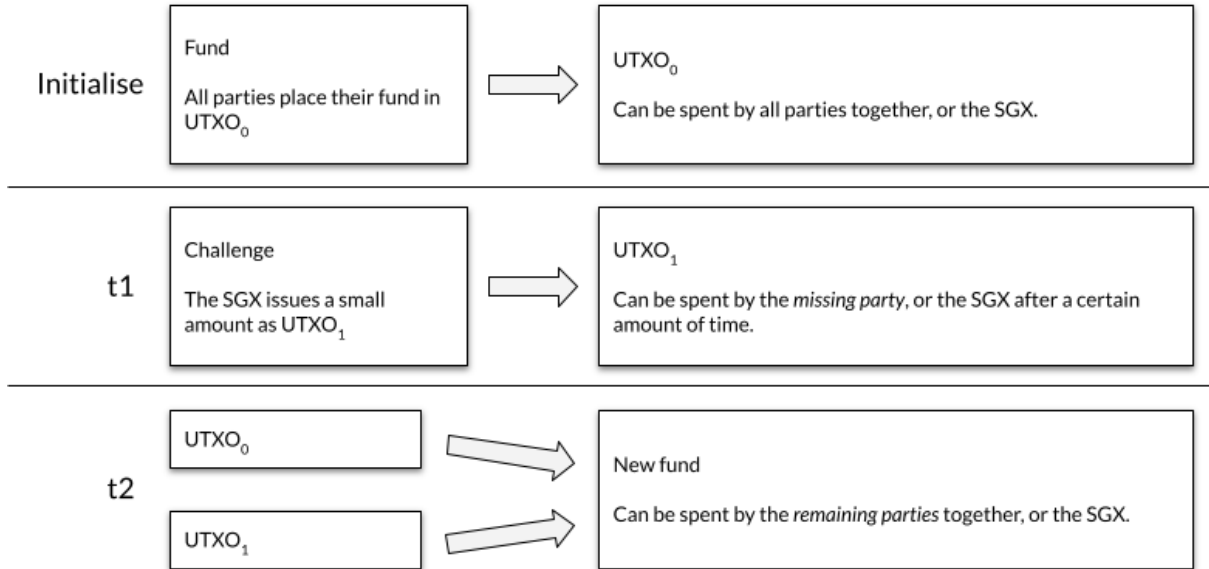 Initialise
Fund
All parties place their fund in
UTXO₀
UTXO₀
Can be spent by all parties together, or the SGX.
t1
Challenge
The SGX issues a small
amount as UTXO₁
UTXO₁
Can be spent by the missing party, or the SGX after a certain
amount of time.
t2
UTXO₀
UTXO₁
New fund
Can be spent by the remaining parties together, or the SGX.